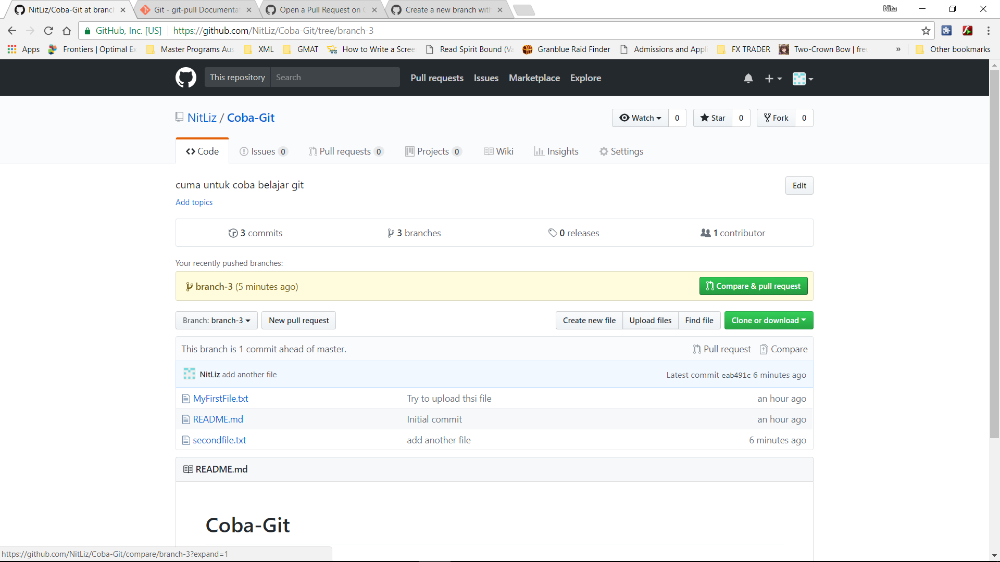 NitLiz/Coba-Git at branch
Git - git-pull Documenta
Open a Pull Request on
Create a new branch with
Nita
GitHub, Inc. [US]
https://github.com/NitLiz/Coba-Git/tree/branch-3
Apps
Frontiers | Optimal Ex
Master Programs Aus
XML
GMAT
How to Write a Scree
Read Spirit Bound (Va
Granblue Raid Finder
Admissions and Appli
FX TRADER
Two-Crown Bow | freu
»
Other bookmarks
This repository
Search
Pull requests
Issues
Marketplace
Explore
NitLiz / Coba-Git
Watch 0
Star 0
Fork 0
Code
Issues 0
Pull requests 0
Projects 0
Wiki
Insights
Settings
cuma untuk coba belajar git
Edit
Add topics
3 commits
3 branches
0 releases
1 contributor
Your recently pushed branches:
branch-3 (5 minutes ago)
Compare & pull request
Branch: branch-3
New pull request
Create new file
Upload files
Find file
Clone or download
This branch is 1 commit ahead of master.
Pull request
Compare
NitLiz add another file
Latest commit eab491c 6 minutes ago
MyFirstFile.txt
Try to upload thsi file
an hour ago
README.md
Initial commit
an hour ago
secondfile.txt
add another file
6 minutes ago
README.md
Coba-Git
https://github.com/NitLiz/Coba-Git/compare/branch-3?expand=1